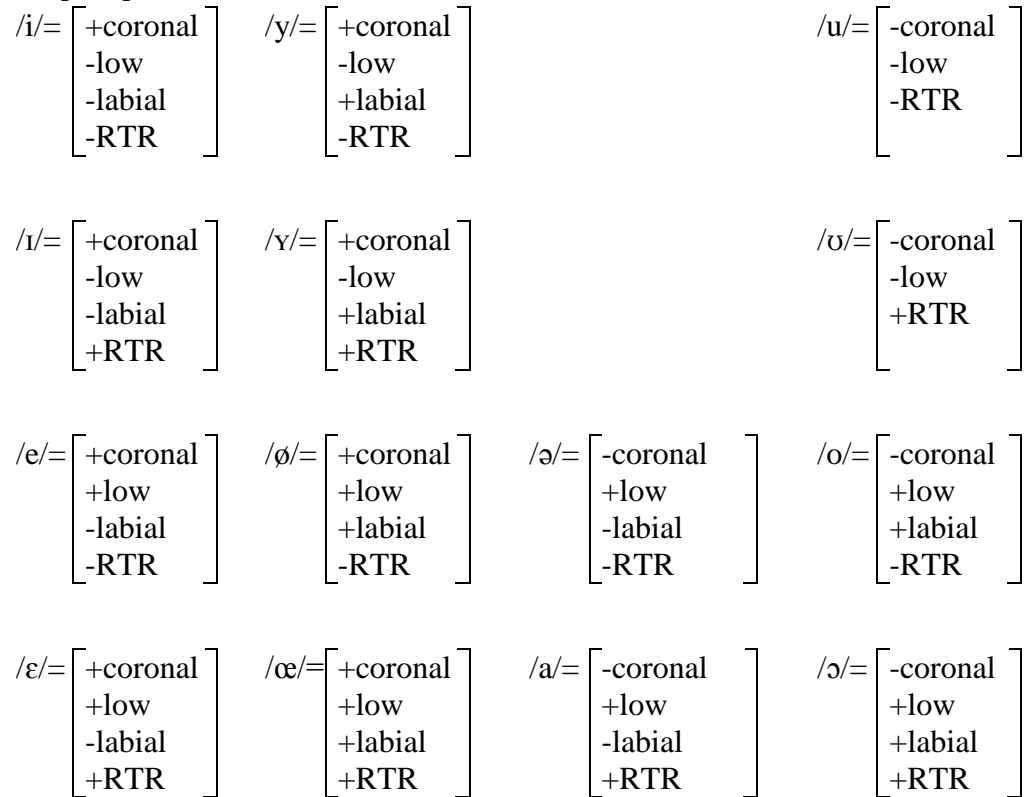 /i/= +coronal /y/= +coronal /u/= -coronal
-low -low -low
-labial +labial -RTR
-RTR -RTR
/ɪ/= +coronal /ʏ/= +coronal /ʊ/= -coronal
-low -low -low
-labial +labial +RTR
+RTR +RTR
/e/= +coronal /ø/= +coronal /ə/= -coronal /o/= -coronal
+low +low +low +low
-labial +labial -labial +labial
-RTR -RTR -RTR -RTR
/ɛ/= +coronal /œ/= +coronal /a/= -coronal /ɔ/= -coronal
+low +low +low +low
-labial +labial -labial +labial
+RTR +RTR +RTR +RTR